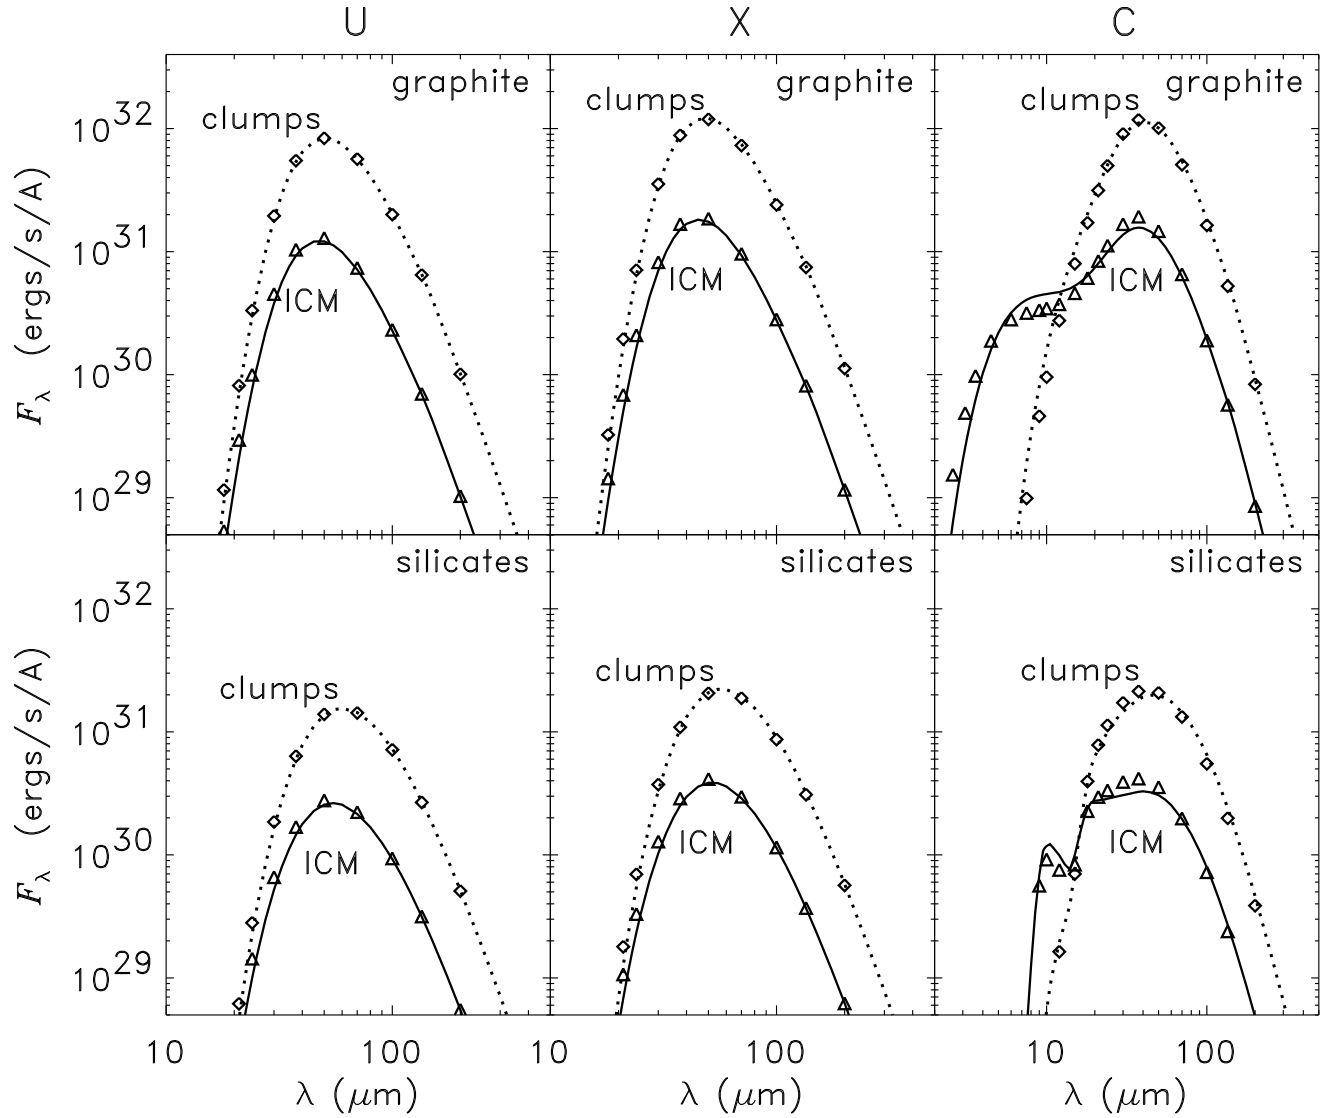 U X C
graphite graphite graphite
clumps clumps clumps
ICM ICM ICM
10^32
10^31
10^30
10^29
F_λ (ergs/s/A)
silicates silicates silicates
clumps clumps clumps
ICM ICM ICM
10^32
10^31
10^30
10^29
F_λ (ergs/s/A)
10 100 10 100 10 100
λ (μm) λ (μm) λ (μm)